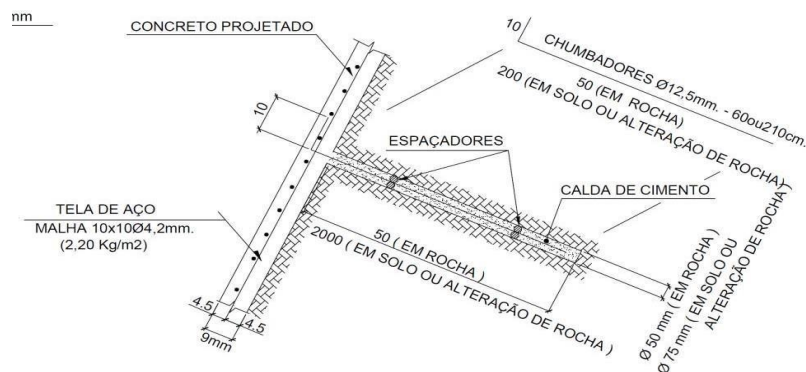 mm
CONCRETO PROJETADO
10
CHUMBADORES Ø12,5mm. - 60ou210cm.
50 (EM ROCHA)
200 (EM SOLO OU ALTERAÇÃO DE ROCHA)
10
ESPAÇADORES
CALDA DE CIMENTO
TELA DE AÇO
MALHA 10x10Ø4,2mm.
(2,20 Kg/m2)
50 ( EM ROCHA )
2000 ( EM SOLO OU ALTERAÇÃO DE ROCHA )
Ø 50 mm ( EM ROCHA )
Ø 75 mm ( EM SOLO OU
ALTERAÇÃO DE ROCHA )
4.5
4.5
9mm